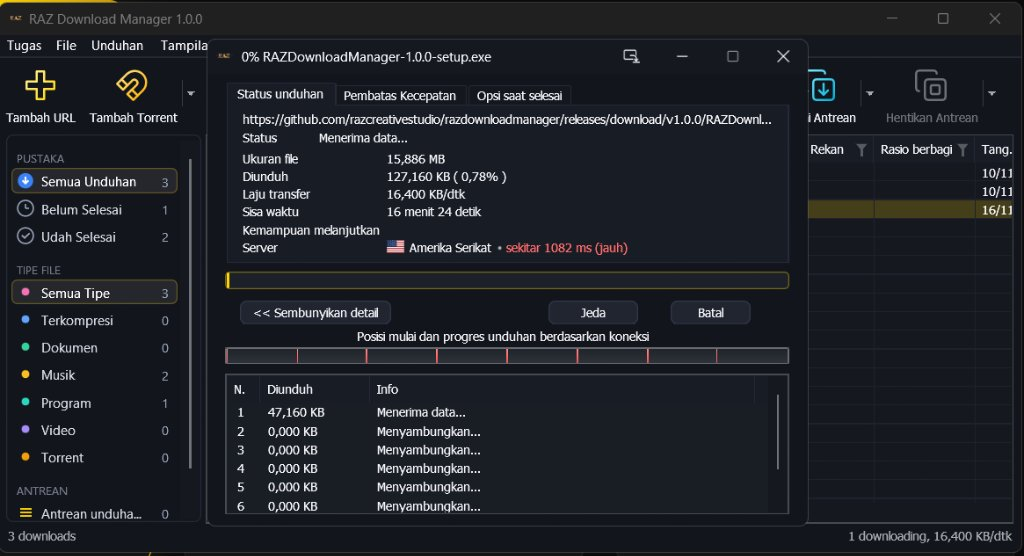 RAZ RAZ Download Manager 1.0.0
Tugas File Unduhan Tampila
Tambah URL Tambah Torrent
i Antrean Hentikan Antrean
PUSTAKA
Semua Unduhan 3
Belum Selesai 1
Udah Selesai 2
TIPE FILE
Semua Tipe 3
Terkompresi 0
Dokumen 0
Musik 2
Program 1
Video 0
Torrent 0
ANTREAN
Antrean unduha... 0
3 downloads
RAZ 0% RAZDownloadManager-1.0.0-setup.exe
Status unduhan Pembatas Kecepatan Opsi saat selesai
https://github.com/razcreativestudio/razdownloadmanager/releases/download/v1.0.0/RAZDownl...
Status Menerima data...
Ukuran file 15,886 MB
Diunduh 127,160 KB ( 0,78% )
Laju transfer 16,400 KB/dtk
Sisa waktu 16 menit 24 detik
Kemampuan melanjutkan
Server Amerika Serikat • sekitar 1082 ms (jauh)
<< Sembunyikan detail Jeda Batal
Posisi mulai dan progres unduhan berdasarkan koneksi
N. Diunduh Info
1 47,160 KB Menerima data...
2 0,000 KB Menyambungkan...
3 0,000 KB Menyambungkan...
4 0,000 KB Menyambungkan...
5 0,000 KB Menyambungkan...
6 0,000 KB Menyambungkan...
Rekan Rasio berbagi Tang.
10/11
10/11
16/11
1 downloading, 16,400 KB/dtk